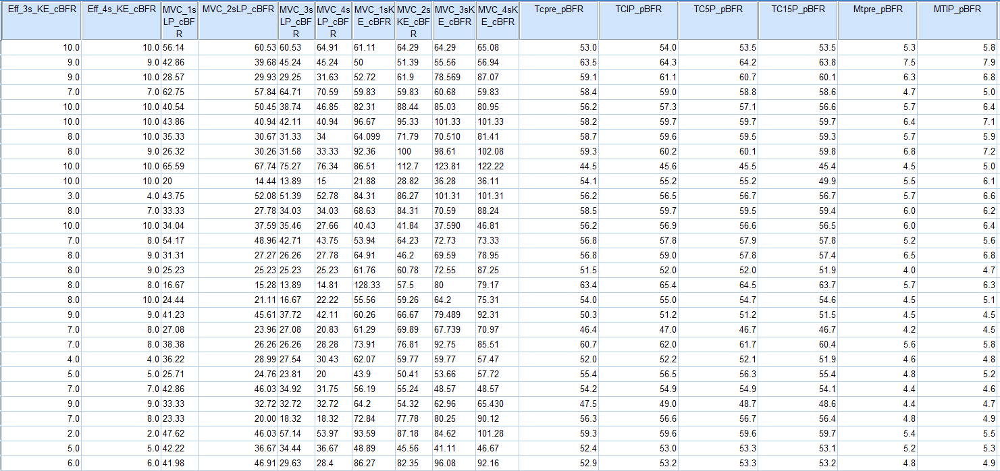 Eff_3s_KE_cBFR Eff_4s_KE_cBFR MVC_1sLP_cBFR MVC_2sLP_cBFR MVC_3sLP_cBFR MVC_4sLP_cBFR MVC_1sKE_cBFR MVC_2sKE_cBFR MVC_3sKE_cBFR MVC_4sKE_cBFR Tcpre_pBFR TCIP_pBFR TC5P_pBFR TC15P_pBFR Mtpre_pBFR MTIP_pBFR
10.0 10.0 56.14 60.53 60.53 64.91 61.11 64.29 64.29 65.08 53.0 54.0 53.5 53.5 5.3 5.8
9.0 9.0 42.86 39.68 45.24 45.24 50 51.39 55.56 56.94 63.5 64.3 64.2 63.8 7.5 7.9
9.0 10.0 28.57 29.93 29.25 31.63 52.72 61.9 78.569 87.07 59.1 61.1 60.7 60.1 6.3 6.8
7.0 7.0 62.75 57.84 64.71 70.59 59.83 59.83 60.68 59.83 58.4 59.0 58.8 58.6 4.7 5.0
10.0 10.0 40.54 50.45 38.74 46.85 82.31 88.44 85.03 80.95 56.2 57.3 57.1 56.6 5.7 6.4
10.0 10.0 43.86 40.94 42.11 40.94 96.67 95.33 101.33 101.33 58.2 59.7 59.7 59.7 6.4 7.1
8.0 10.0 35.33 30.67 31.33 34 64.099 71.79 70.510 81.41 58.7 59.6 59.5 59.3 5.7 5.9
8.0 9.0 26.32 30.26 31.58 33.33 92.36 100 98.61 102.08 59.3 60.2 60.1 59.8 6.8 7.2
10.0 10.0 65.59 67.74 75.27 76.34 86.51 112.7 123.81 122.22 44.5 45.6 45.5 45.4 4.5 5.0
10.0 10.0 20 14.44 13.89 15 21.88 28.82 36.28 36.11 54.1 55.2 55.2 49.9 5.5 6.1
3.0 4.0 43.75 52.08 51.39 52.78 84.31 86.27 101.31 101.31 56.2 56.5 56.7 56.7 5.7 6.6
8.0 7.0 33.33 27.78 34.03 34.03 68.63 84.31 70.59 88.24 58.5 59.7 59.5 59.4 6.0 6.2
10.0 10.0 34.04 37.59 35.46 27.66 40.43 41.84 37.590 46.81 56.2 56.9 56.6 56.5 6.0 6.4
7.0 8.0 54.17 48.96 42.71 43.75 53.94 64.23 72.73 73.33 56.8 57.8 57.9 57.8 5.2 5.6
8.0 9.0 31.31 27.27 26.26 27.78 64.91 46.2 69.59 78.95 56.8 59.0 57.8 57.4 6.5 6.8
8.0 9.0 25.23 25.23 25.23 25.23 61.76 60.78 72.55 87.25 51.5 52.0 52.0 51.9 4.0 4.7
8.0 8.0 16.67 15.28 13.89 14.81 128.33 57.5 80 79.17 63.4 65.4 64.5 63.7 5.7 6.3
8.0 10.0 24.44 21.11 16.67 22.22 55.56 59.26 64.2 75.31 54.0 55.0 54.7 54.6 4.5 5.1
9.0 9.0 41.23 45.61 37.72 42.11 60.26 66.67 79.489 92.31 50.3 51.2 51.2 51.5 4.5 4.5
7.0 8.0 27.08 23.96 27.08 20.83 61.29 69.89 67.739 70.97 46.4 47.0 46.7 46.7 4.2 4.5
7.0 8.0 38.38 26.26 26.26 28.28 73.91 76.81 92.75 85.51 60.7 62.0 61.7 60.4 5.6 5.8
4.0 4.0 36.22 28.99 27.54 30.43 62.07 59.77 59.77 57.47 52.0 52.2 52.1 51.9 4.6 4.8
5.0 5.0 25.71 24.76 23.81 20 43.9 50.41 53.66 57.72 55.4 56.5 56.3 55.4 4.8 5.2
7.0 7.0 42.86 46.03 34.92 31.75 56.19 55.24 48.57 48.57 54.2 54.9 54.9 54.1 4.4 4.6
9.0 9.0 33.33 32.72 32.72 32.72 64.2 54.32 62.96 65.430 47.5 49.0 48.7 48.6 4.4 4.7
7.0 8.0 23.33 20.00 18.32 18.32 72.84 77.78 80.25 90.12 56.3 56.6 56.7 56.4 4.8 4.9
2.0 2.0 47.62 46.03 57.14 53.97 93.59 87.18 84.62 101.28 59.3 59.6 59.6 59.7 5.4 5.5
5.0 5.0 42.22 36.67 34.44 36.67 48.89 45.56 41.11 46.67 52.4 53.0 53.3 53.1 5.2 5.3
6.0 6.0 41.98 46.91 29.63 28.4 86.27 82.35 96.08 92.16 52.9 53.2 53.3 53.2 4.8 4.9